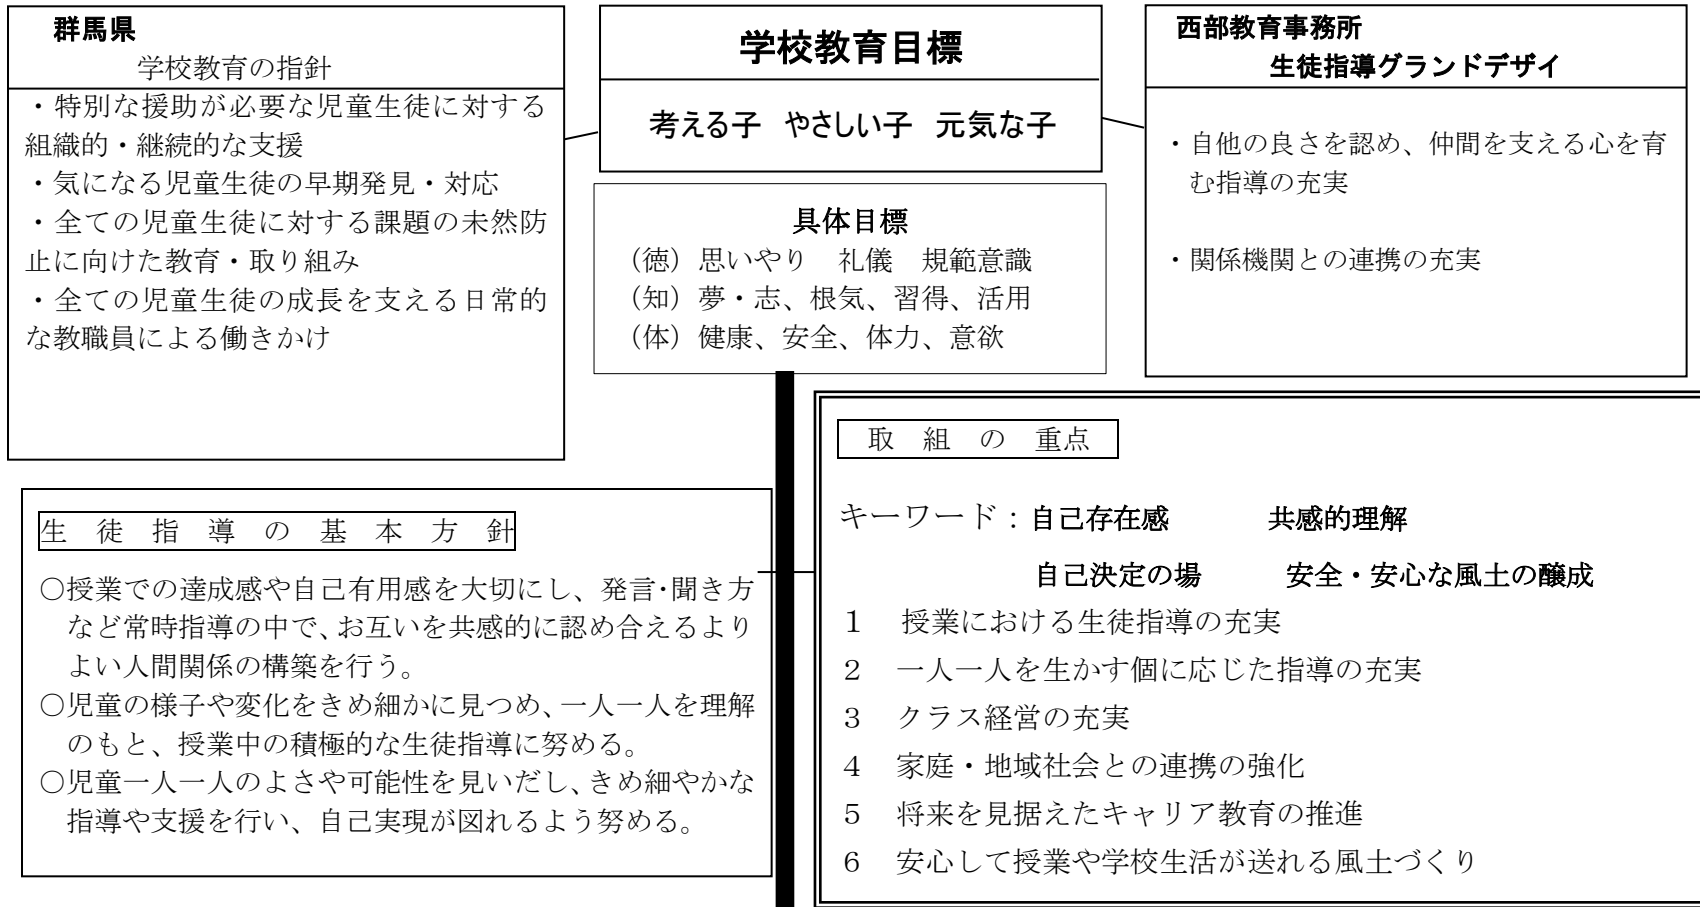 群馬県
学校教育の指針
・特別な援助が必要な児童生徒に対する
組織的・継続的な支援
・気になる児童生徒の早期発見・対応
・全ての児童生徒に対する課題の未然防
止に向けた教育・取り組み
・全ての児童生徒の成長を支える日常的
な教職員による働きかけ
学校教育目標
考える子　やさしい子　元気な子
具体目標
（徳）思いやり　礼儀　規範意識
（知）夢・志、根気、習得、活用
（体）健康、安全、体力、意欲
西部教育事務所
生徒指導グランドデザイ
・自他の良さを認め、仲間を支える心を育
む指導の充実
・関係機関との連携の充実
生　徒　指　導　の　基　本　方　針
○授業での達成感や自己有用感を大切にし、発言・聞き方
など常時指導の中で、お互いを共感的に認め合えるより
よい人間関係の構築を行う。
○児童の様子や変化をきめ細かに見つめ、一人一人を理解
のもと、授業中の積極的な生徒指導に努める。
○児童一人一人のよさや可能性を見いだし、きめ細やかな
指導や支援を行い、自己実現が図れるよう努める。
取　組　の　重点
キーワード：自己存在感　　　共感的理解
自己決定の場　　　安全・安心な風土の醸成
１　授業における生徒指導の充実
２　一人一人を生かす個に応じた指導の充実
３　クラス経営の充実
４　家庭・地域社会との連携の強化
５　将来を見据えたキャリア教育の推進
６　安心して授業や学校生活が送れる風土づくり